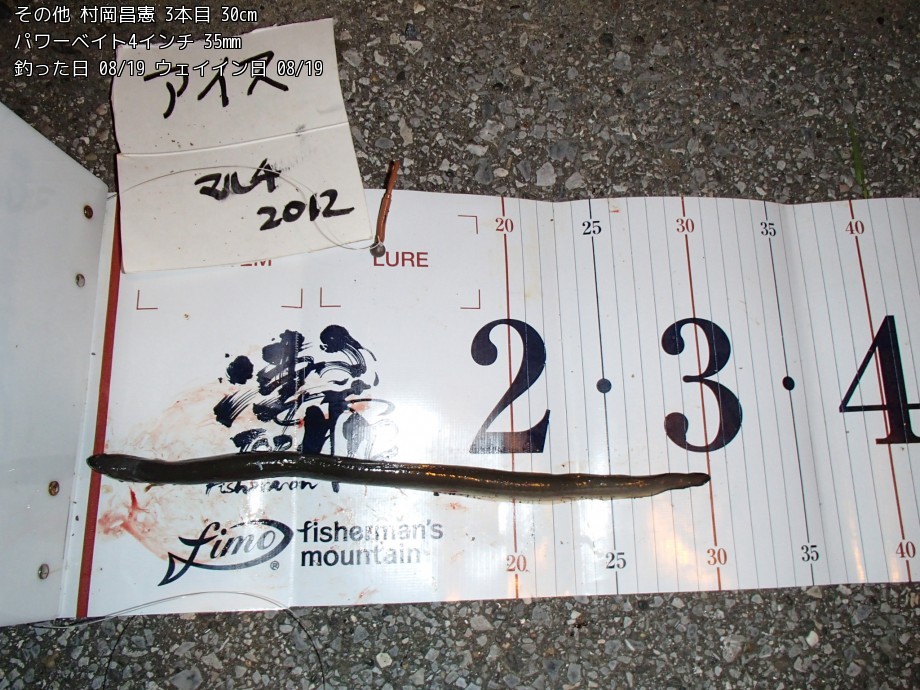 その他 村岡昌憲 3本目 30cm
パワーベイト4インチ 35mm
釣った日 08/19 ウェイイン日 08/19
アイス
マルチ
2012
LURE
20 25 30 35 40
2 · 3 · 4
fimo® fisherman's
mountain
20 25 30 35 40